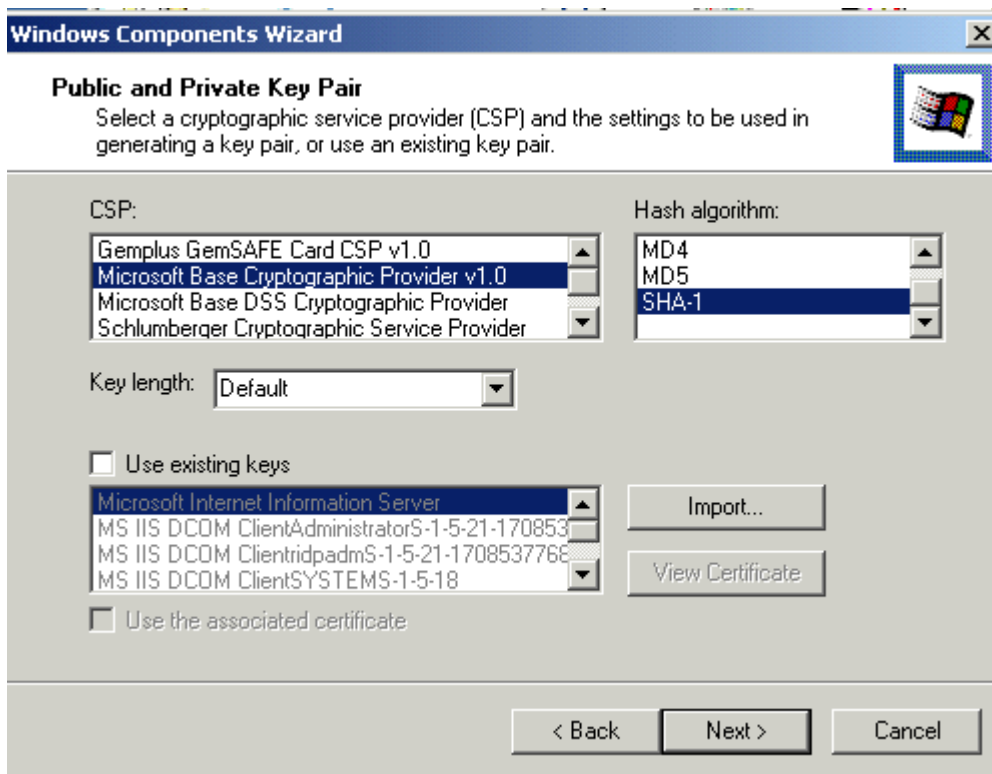 Windows Components Wizard
Public and Private Key Pair
Select a cryptographic service provider (CSP) and the settings to be used in
generating a key pair, or use an existing key pair.
CSP:
Gemplus GemSAFE Card CSP v1.0
Microsoft Base Cryptographic Provider v1.0
Microsoft Base DSS Cryptographic Provider
Schlumberger Cryptographic Service Provider
Hash algorithm:
MD4
MD5
SHA-1
Key length:
Default
Use existing keys
Microsoft Internet Information Server
MS IIS DCOM ClientAdministratorS-1-5-21-170853
MS IIS DCOM ClientridpadmS-1-5-21-1708537768
MS IIS DCOM ClientSYSTEMS-1-5-18
Import...
View Certificate
Use the associated certificate
< Back
Next >
Cancel